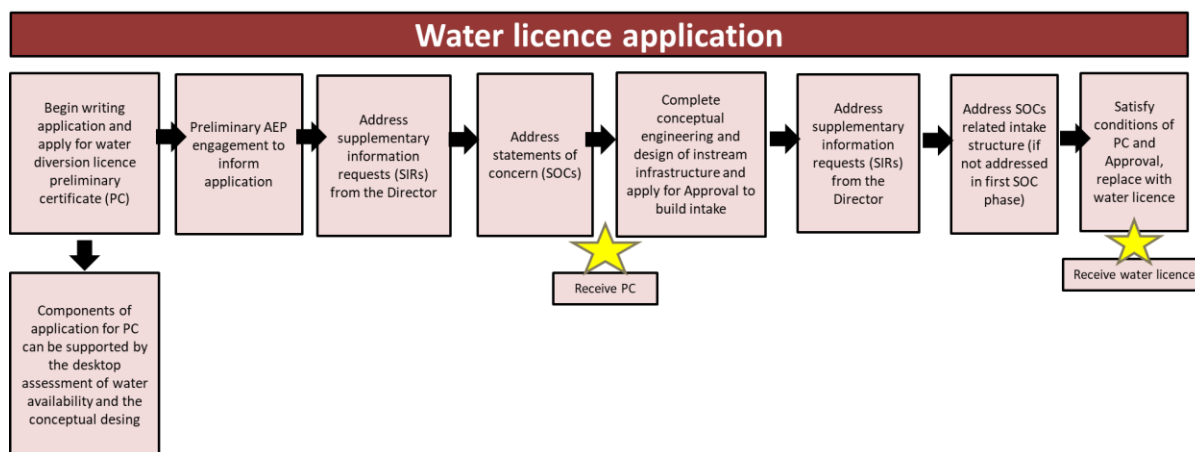 Water licence application
Begin writing
application and
apply for water
diversion licence
preliminary
certificate (PC)
Preliminary AEP
engagement to
inform
application
Address
supplementary
information
requests (SIRs)
from the Director
Address
statements of
concern (SOCs)
Complete
conceptual
engineering and
design of instream
infrastructure and
apply for Approval to
build intake
Address
supplementary
information
requests (SIRs)
from the
Director
Address SOCs
related intake
structure (if
not addressed
in first SOC
phase)
Satisfy
conditions of
PC and
Approval,
replace with
water licence
Receive PC
Receive water licence
Components of
application for PC
can be supported by
the desktop
assessment of water
availability and the
conceptual desing